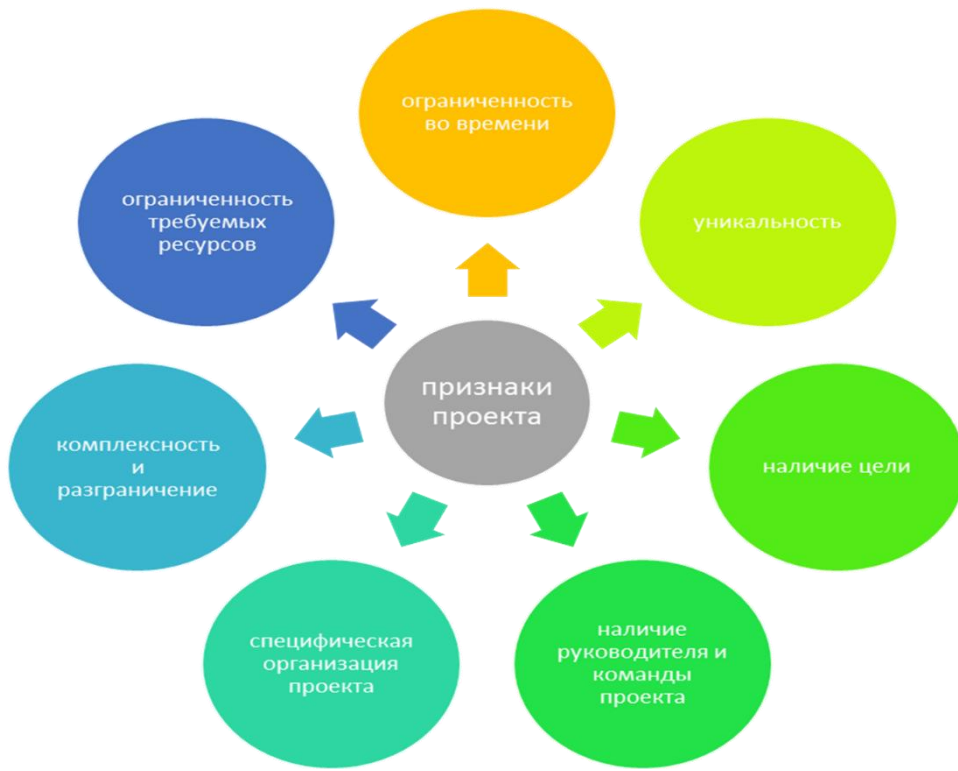 ограниченность
во времени
уникальность
наличие цели
наличие
руководителя и
команды
проекта
специфическая
организация
проекта
комплексность
и
разграничение
ограниченность
требуемых
ресурсов
признаки
проекта